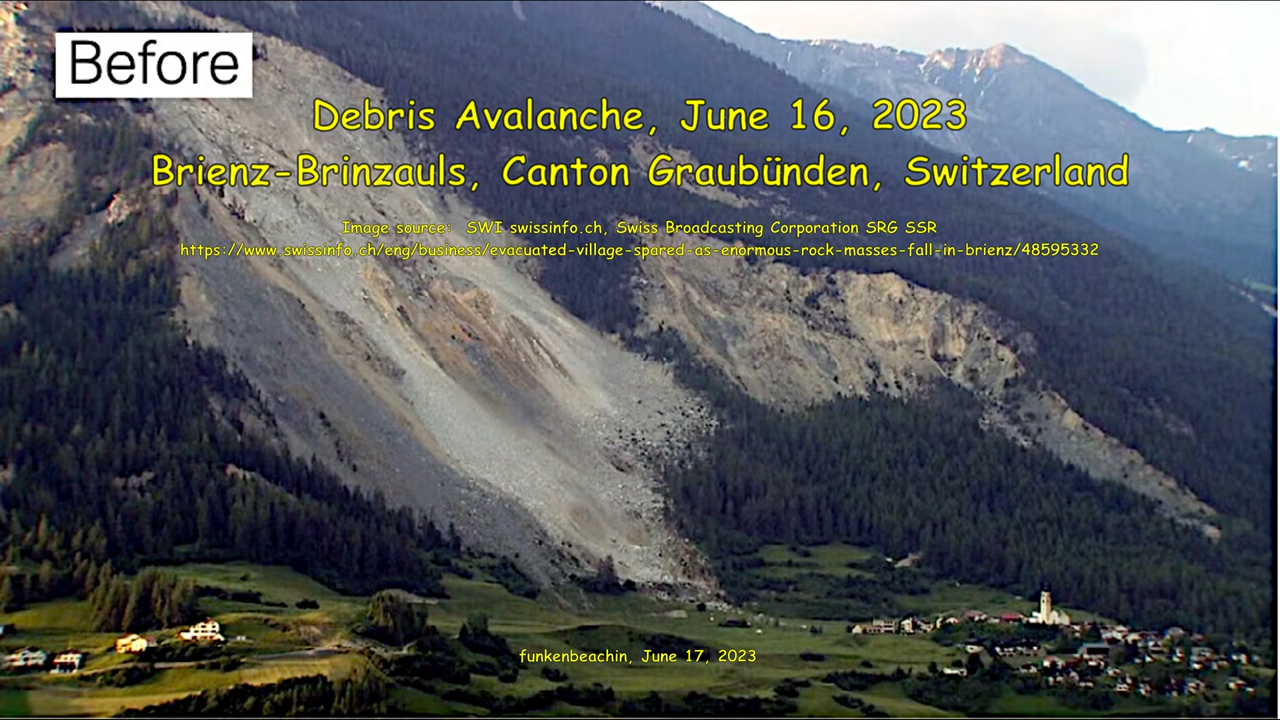 Before
Debris Avalanche, June 16, 2023
Brienz-Brinzauls, Canton Graubünden, Switzerland
Image source: SWI swissinfo.ch, Swiss Broadcasting Corporation SRG SSR
https://www.swissinfo.ch/eng/business/evacuated-village-spared-as-enormous-rock-masses-fall-in-brienz/48595332
funkenbeachin, June 17, 2023